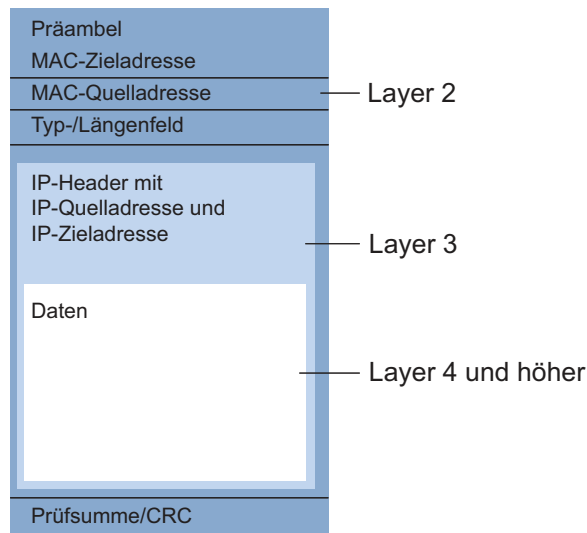 Präambel
MAC-Zieladresse
MAC-Quelladresse
Layer 2
Typ-/Längenfeld
IP-Header mit
IP-Quelladresse und
IP-Zieladresse
Layer 3
Daten
Layer 4 und höher
Prüfsumme/CRC